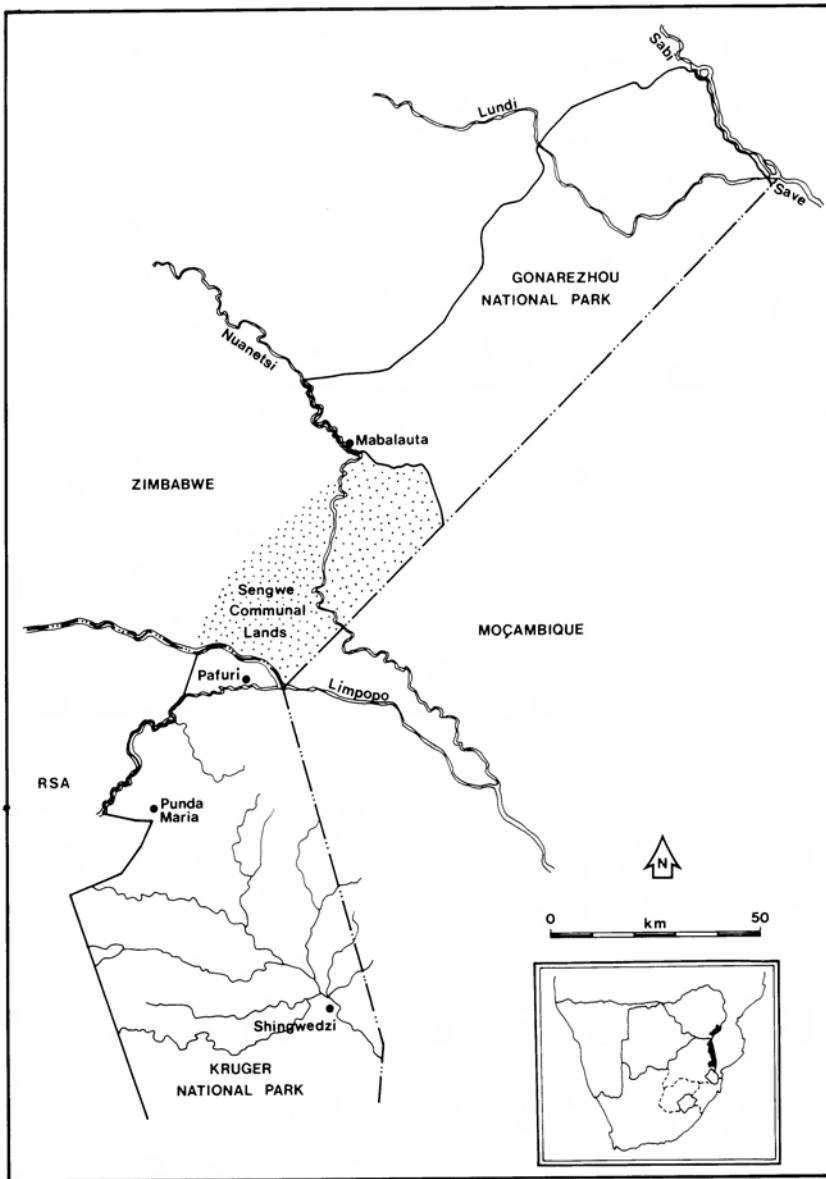 Sabi
Lundi
Save
GONAREZHOU
NATIONAL PARK
Nuanetsi
Mabalauta
ZIMBABWE
Sengwe
Communal
Lands
MOÇAMBIQUE
Pafuri
Limpopo
RSA
Punda
Maria
N
0 km 50
Shingwedzi
KRUGER
NATIONAL PARK